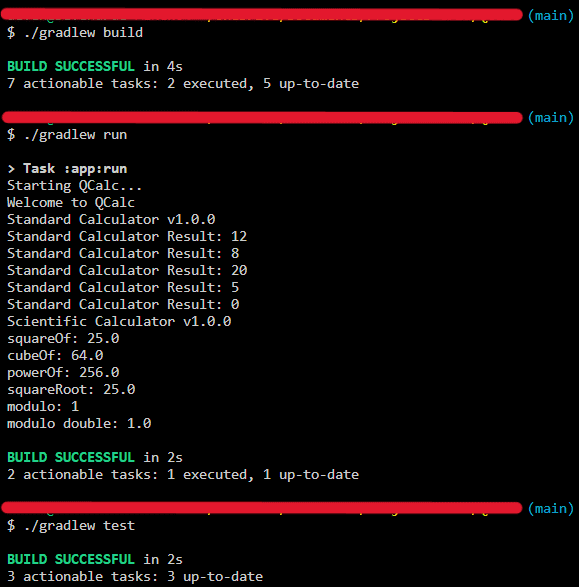 (main)
$ ./gradlew build
BUILD SUCCESSFUL in 4s
7 actionable tasks: 2 executed, 5 up-to-date
(main)
$ ./gradlew run
> Task :app:run
Starting QCalc...
Welcome to QCalc
Standard Calculator v1.0.0
Standard Calculator Result: 12
Standard Calculator Result: 8
Standard Calculator Result: 20
Standard Calculator Result: 5
Standard Calculator Result: 0
Scientific Calculator v1.0.0
squareOf: 25.0
cubeOf: 64.0
powerOf: 256.0
squareRoot: 25.0
modulo: 1
modulo double: 1.0
BUILD SUCCESSFUL in 2s
2 actionable tasks: 1 executed, 1 up-to-date
(main)
$ ./gradlew test
BUILD SUCCESSFUL in 2s
3 actionable tasks: 3 up-to-date